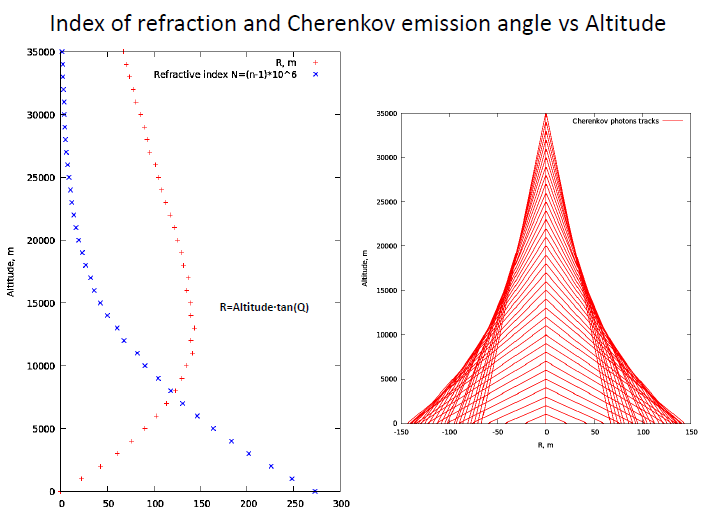 Index of refraction and Cherenkov emission angle vs Altitude
35000
30000
25000
20000
15000
10000
5000
0
Altitude, m
R, m
Refractive index N=(n-1)*10^6
R=Altitude·tan(Q)
0 50 100 150 200 250 300
35000
30000
25000
20000
15000
10000
5000
0
Altitude, m
Cherenkov photons tracks
-150 -100 -50 0 50 100 150
R, m